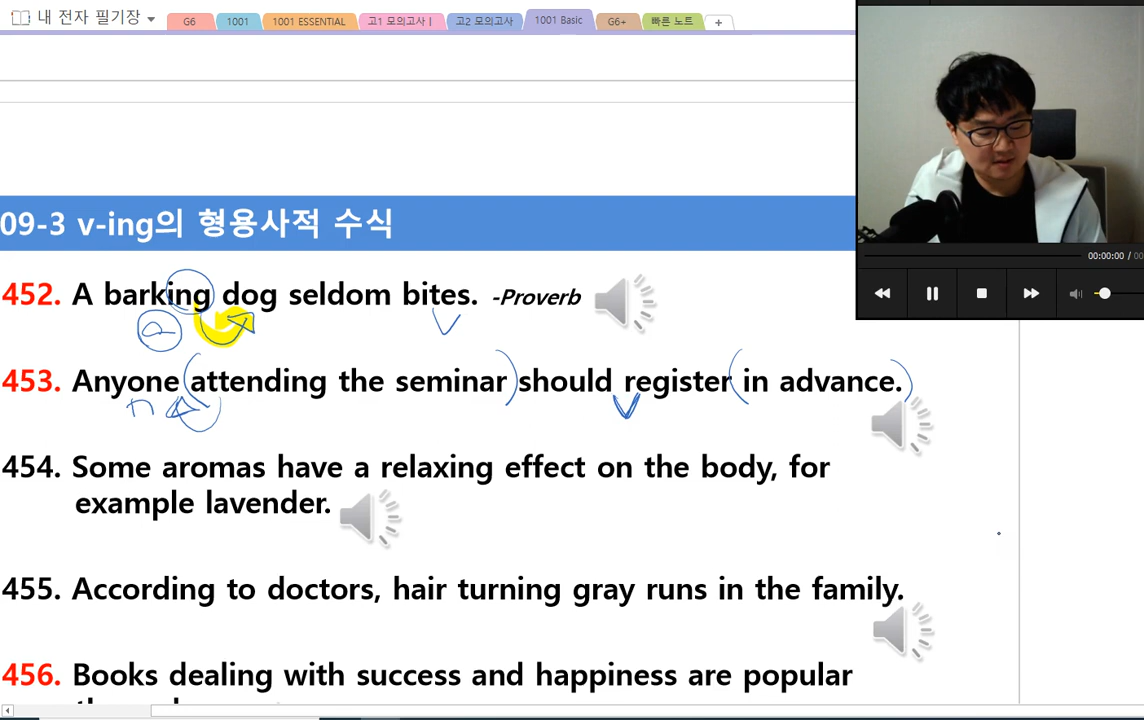 내 전자 필기장
G6
1001
1001 ESSENTIAL
고1 모의고사 I
고2 모의고사
1001 Basic
G6+
빠른 노트
+
09-3 v-ing의 형용사적 수식
452. A barking dog seldom bites. -Proverb
a
V
453. Anyone (attending the seminar) should register (in advance.)
n
V
454. Some aromas have a relaxing effect on the body, for
example lavender.
455. According to doctors, hair turning gray runs in the family.
456. Books dealing with success and happiness are popular
00:00:00 / 00